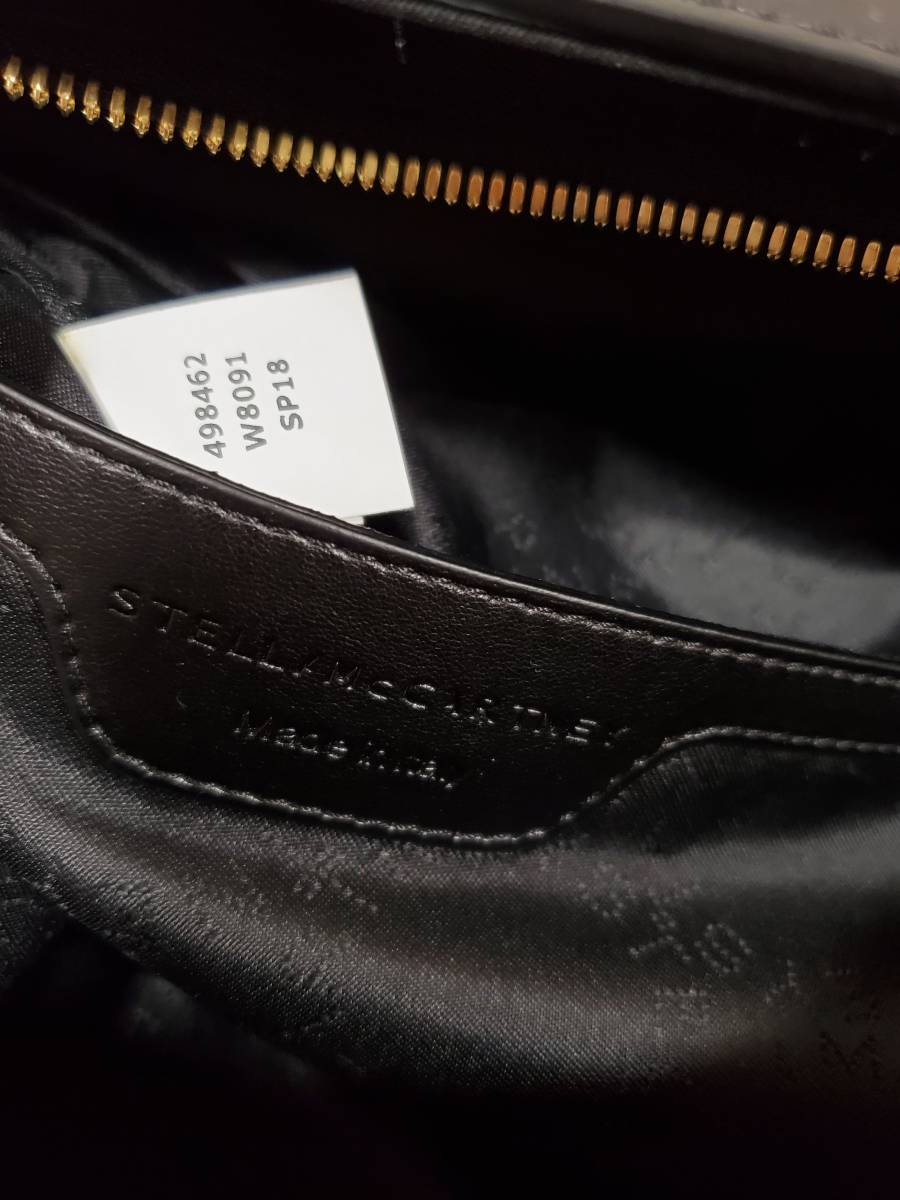 498462
W8091
SP18
STELLA McCARTNEY
Made in Italy